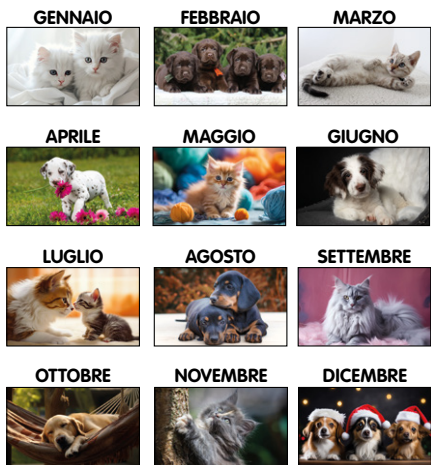 GENNAIO FEBBRAIO MARZO
APRILE MAGGIO GIUGNO
LUGLIO AGOSTO SETTEMBRE
OTTOBRE NOVEMBRE DICEMBRE